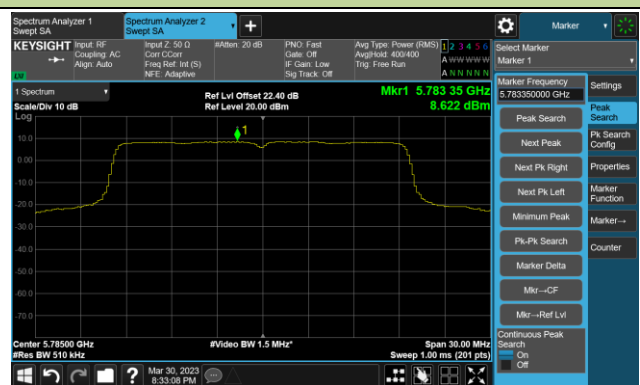 Spectrum Analyzer 1
Swept SA
Spectrum Analyzer 2
Swept SA
+
Marker
KEYSIGHT
Input: RF
Coupling: AC
Align: Auto
Input Z: 50 Ω
Corr CCorr
Freq Ref: Int (S)
NFE: Adaptive
#Atten: 20 dB
PNO: Fast
Gate: Off
IF Gain: Low
Sig Track: Off
Avg Type: Power (RMS)
Avg|Hold: 400/400
Trig: Free Run
1 2 3 4 5 6
A W W W W W
A N N N N N
LV
Select Marker
Marker 1
1 Spectrum
Scale/Div 10 dB
Log
Ref Lvl Offset 22.40 dB
Ref Level 20.00 dBm
Mkr1 5.783 35 GHz
8.622 dBm
1
10.0
0.00
-10.0
-20.0
-30.0
-40.0
-50.0
-60.0
-70.0
Center 5.78500 GHz
#Res BW 510 kHz
#Video BW 1.5 MHz*
Span 30.00 MHz
Sweep 1.00 ms (201 pts)
Marker Frequency
5.783350000 GHz
Peak Search
Next Peak
Next Pk Right
Next Pk Left
Minimum Peak
Pk-Pk Search
Marker Delta
Mkr→CF
Mkr→Ref Lvl
Continuous Peak
Search
On
Off
Settings
Peak
Search
Pk Search
Config
Properties
Marker
Function
Marker→
Counter
?
Mar 30, 2023
8:33:08 PM